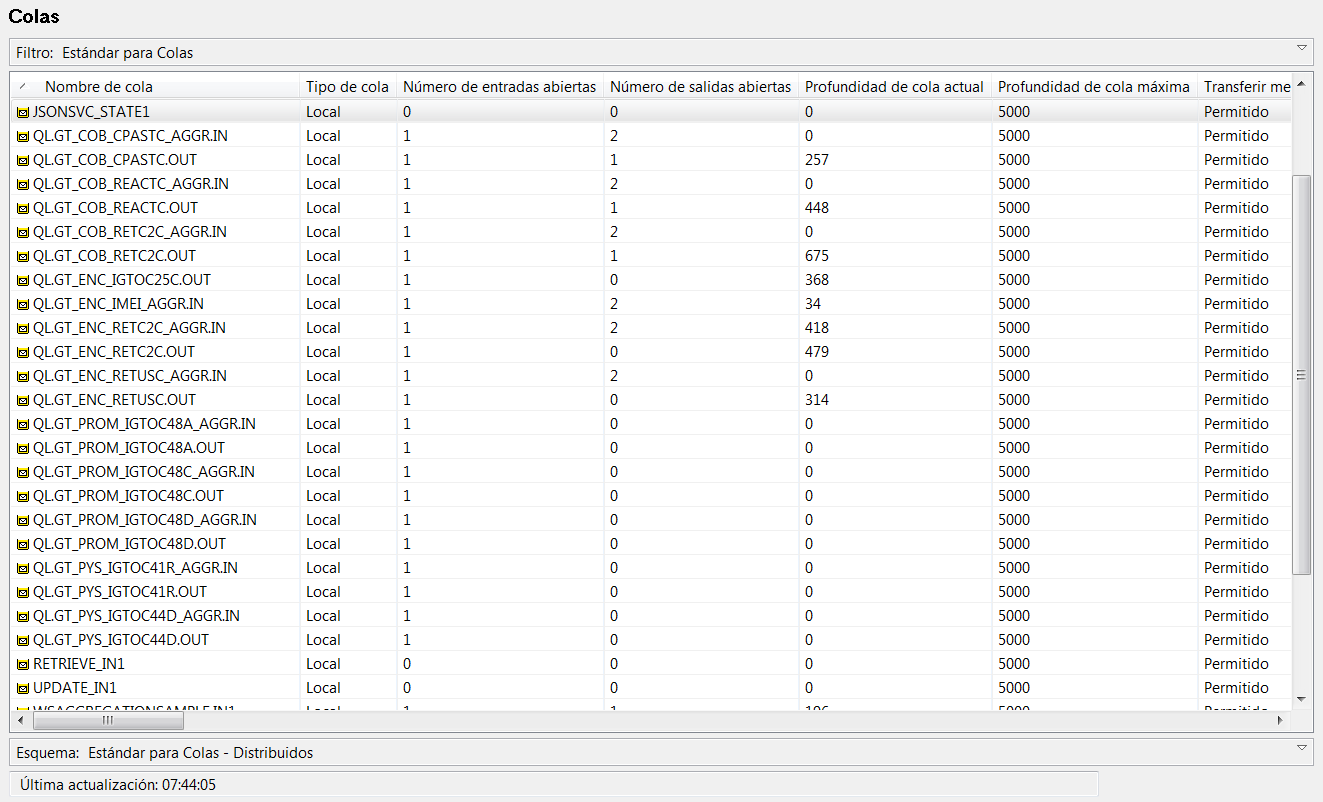 Colas
Filtro: Estándar para Colas
Nombre de cola Tipo de cola Número de entradas abiertas Número de salidas abiertas Profundidad de cola actual Profundidad de cola máxima Transferir me
JSONSVC_STATE1 Local 0 0 0 5000 Permitido
QL.GT_COB_CPASTC_AGGR.IN Local 1 2 0 5000 Permitido
QL.GT_COB_CPASTC.OUT Local 1 1 257 5000 Permitido
QL.GT_COB_REACTC_AGGR.IN Local 1 2 0 5000 Permitido
QL.GT_COB_REACTC.OUT Local 1 1 448 5000 Permitido
QL.GT_COB_RETC2C_AGGR.IN Local 1 2 0 5000 Permitido
QL.GT_COB_RETC2C.OUT Local 1 1 675 5000 Permitido
QL.GT_ENC_IGTOC25C.OUT Local 1 0 368 5000 Permitido
QL.GT_ENC_IMEI_AGGR.IN Local 1 2 34 5000 Permitido
QL.GT_ENC_RETC2C_AGGR.IN Local 1 2 418 5000 Permitido
QL.GT_ENC_RETC2C.OUT Local 1 0 479 5000 Permitido
QL.GT_ENC_RETUSC_AGGR.IN Local 1 2 0 5000 Permitido
QL.GT_ENC_RETUSC.OUT Local 1 0 314 5000 Permitido
QL.GT_PROM_IGTOC48A_AGGR.IN Local 1 0 0 5000 Permitido
QL.GT_PROM_IGTOC48A.OUT Local 1 0 0 5000 Permitido
QL.GT_PROM_IGTOC48C_AGGR.IN Local 1 0 0 5000 Permitido
QL.GT_PROM_IGTOC48C.OUT Local 1 0 0 5000 Permitido
QL.GT_PROM_IGTOC48D_AGGR.IN Local 1 0 0 5000 Permitido
QL.GT_PROM_IGTOC48D.OUT Local 1 0 0 5000 Permitido
QL.GT_PYS_IGTOC41R_AGGR.IN Local 1 0 0 5000 Permitido
QL.GT_PYS_IGTOC41R.OUT Local 1 0 0 5000 Permitido
QL.GT_PYS_IGTOC44D_AGGR.IN Local 1 0 0 5000 Permitido
QL.GT_PYS_IGTOC44D.OUT Local 1 0 0 5000 Permitido
RETRIEVE_IN1 Local 0 0 0 5000 Permitido
UPDATE_IN1 Local 0 0 0 5000 Permitido
Esquema: Estándar para Colas - Distribuidos
Última actualización: 07:44:05